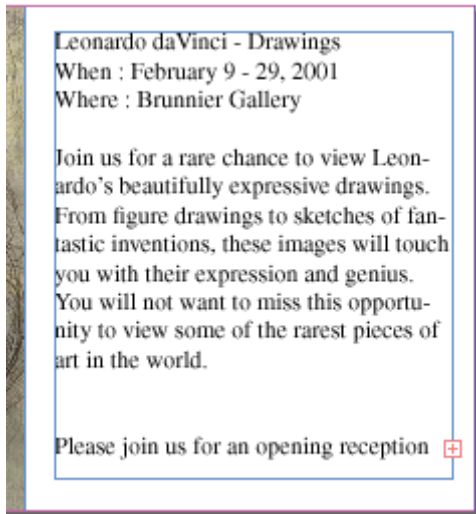 Leonardo daVinci - Drawings
When : February 9 - 29, 2001
Where : Brunnier Gallery
Join us for a rare chance to view Leon-
ardo's beautifully expressive drawings.
From figure drawings to sketches of fan-
tastic inventions, these images will touch
you with their expression and genius.
You will not want to miss this opportu-
nity to view some of the rarest pieces of
art in the world.
Please join us for an opening reception